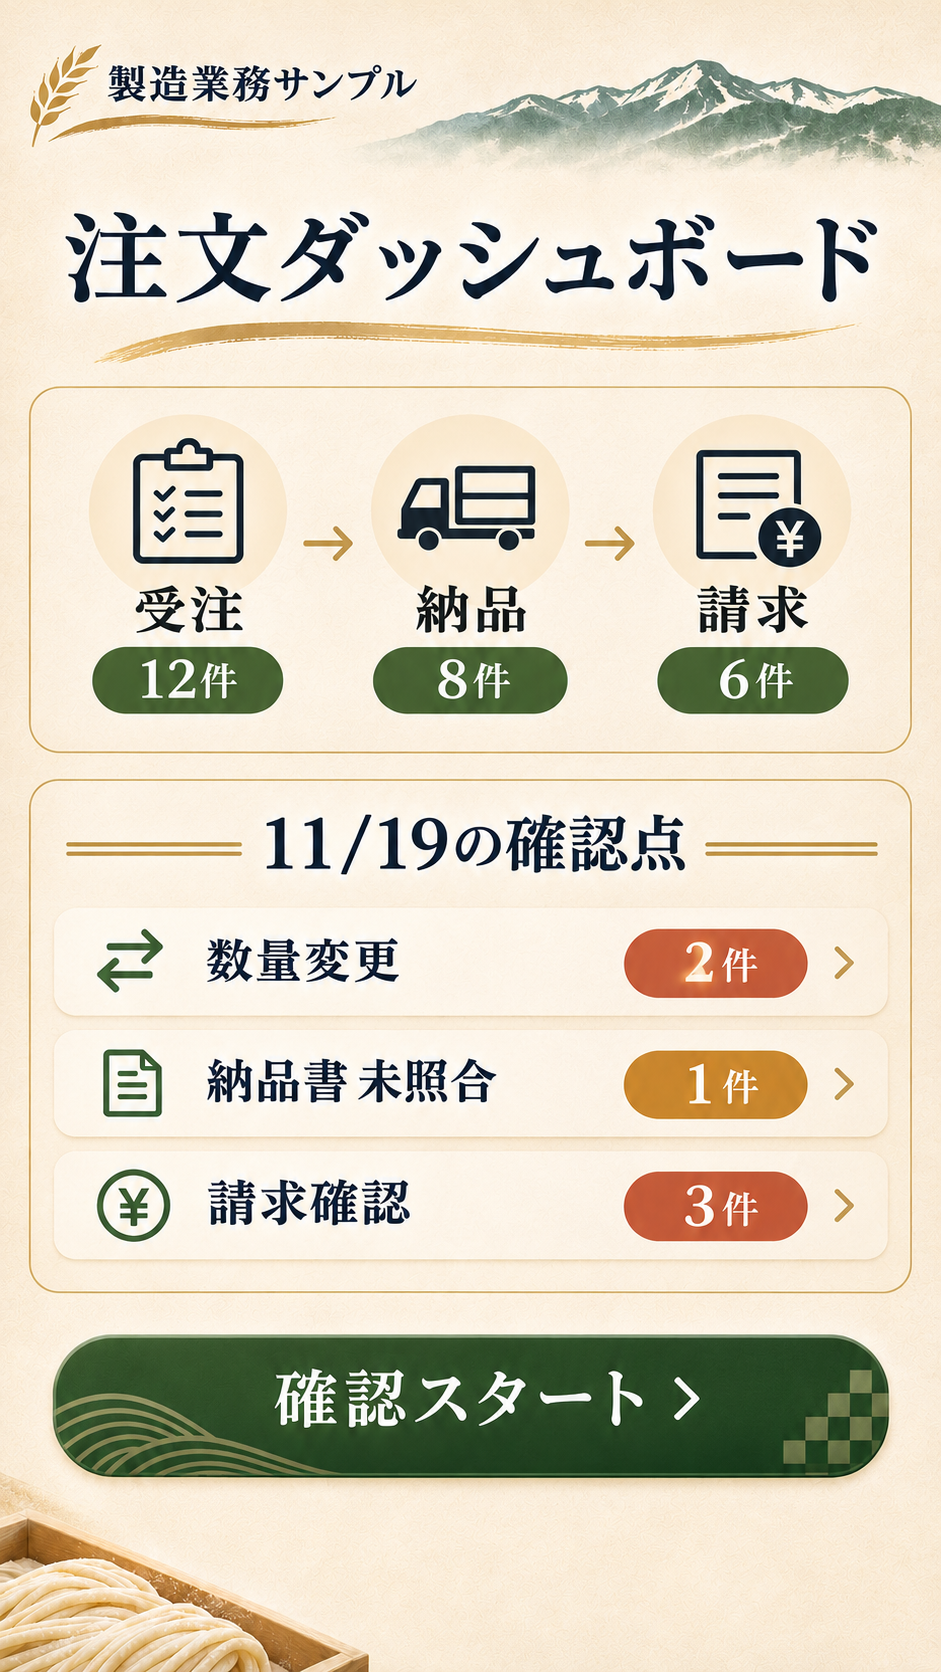 製造業務サンプル
注文ダッシュボード
受注
12件
納品
8件
請求
¥
6件
11/19の確認点
数量変更
2件
納品書 未照合
1件
¥
請求確認
3件
確認スタート